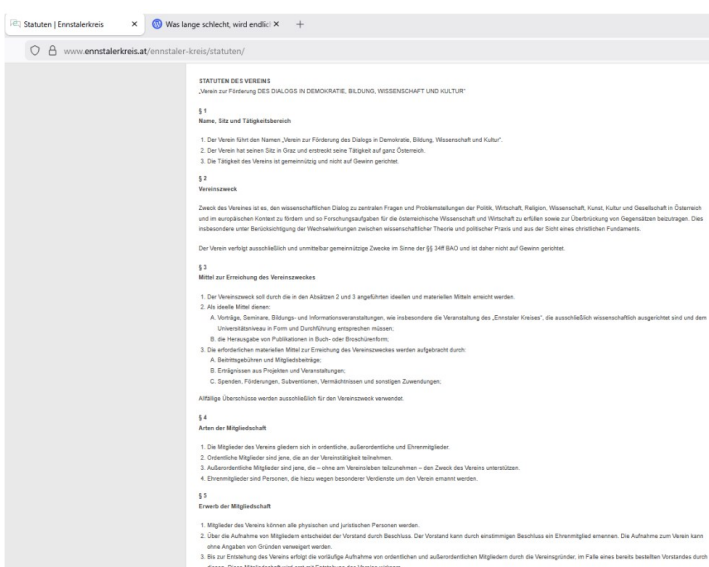 Statuten | Ennstalerkreis
Was lange schlecht, wird endlic
www.ennstalerkreis.at/ennstaler-kreis/statuten/
STATUTEN DES VEREINS
„Verein zur Förderung DES DIALOGS IN DEMOKRATIE, BILDUNG, WISSENSCHAFT UND KULTUR"
§ 1
Name, Sitz und Tätigkeitsbereich
1. Der Verein führt den Namen „Verein zur Förderung des Dialogs in Demokratie, Bildung, Wissenschaft und Kultur".
2. Der Verein hat seinen Sitz in Graz und erstreckt seine Tätigkeit auf ganz Österreich.
3. Die Tätigkeit des Vereins ist gemeinnützig und nicht auf Gewinn gerichtet.
§ 2
Vereinszweck
Zweck des Vereines ist es, den wissenschaftlichen Dialog zu zentralen Fragen und Problemstellungen der Politik, Wirtschaft, Religion, Wissenschaft, Kunst, Kultur und Gesellschaft in Österreich
und im europäischen Kontext zu fördern und so Forschungsaufgaben für die österreichische Wissenschaft und Wirtschaft zu erfüllen sowie zur Überbrückung von Gegensätzen beizutragen. Dies
insbesondere unter Berücksichtigung der Wechselwirkungen zwischen wissenschaftlicher Theorie und politischer Praxis und aus der Sicht eines christlichen Fundaments.
Der Verein verfolgt ausschließlich und unmittelbar gemeinnützige Zwecke im Sinne der §§ 34ff BAO und ist daher nicht auf Gewinn gerichtet.
§ 3
Mittel zur Erreichung des Vereinszweckes
1. Der Vereinszweck soll durch die in den Absätzen 2 und 3 angeführten ideellen und materiellen Mitteln erreicht werden.
2. Als ideelle Mittel dienen:
A. Vorträge, Seminare, Bildungs- und Informationsveranstaltungen, wie insbesondere die Veranstaltung des „Ennstaler Kreises", die ausschließlich wissenschaftlich ausgerichtet sind und dem
Universitätsniveau in Form und Durchführung entsprechen müssen;
B. die Herausgabe von Publikationen in Buch- oder Broschürenform;
3. Die erforderlichen materiellen Mittel zur Erreichung des Vereinszweckes werden aufgebracht durch:
A. Beitrittsgebühren und Mitgliedsbeiträge;
B. Erträgnissen aus Projekten und Veranstaltungen;
C. Spenden, Förderungen, Subventionen, Vermächtnissen und sonstigen Zuwendungen;
Allfällige Überschüsse werden ausschließlich für den Vereinszweck verwendet.
§ 4
Arten der Mitgliedschaft
1. Die Mitglieder des Vereins gliedern sich in ordentliche, außerordentliche und Ehrenmitglieder.
2. Ordentliche Mitglieder sind jene, die an der Vereinstätigkeit teilnehmen.
3. Außerordentliche Mitglieder sind jene, die – ohne am Vereinsleben teilzunehmen – den Zweck des Vereins unterstützen.
4. Ehrenmitglieder sind Personen, die hiezu wegen besonderer Verdienste um den Verein ernannt werden.
§ 5
Erwerb der Mitgliedschaft
1. Mitglieder des Vereins können alle physischen und juristischen Personen werden.
2. Über die Aufnahme von Mitgliedern entscheidet der Vorstand durch Beschluss. Der Vorstand kann durch einstimmigen Beschluss ein Ehrenmitglied ernennen. Die Aufnahme zum Verein kann
ohne Angaben von Gründen verweigert werden.
3. Bis zur Entstehung des Vereins erfolgt die vorläufige Aufnahme von ordentlichen und außerordentlichen Mitgliedern durch die Vereinsgründer, im Falle eines bereits bestellten Vorstandes durch